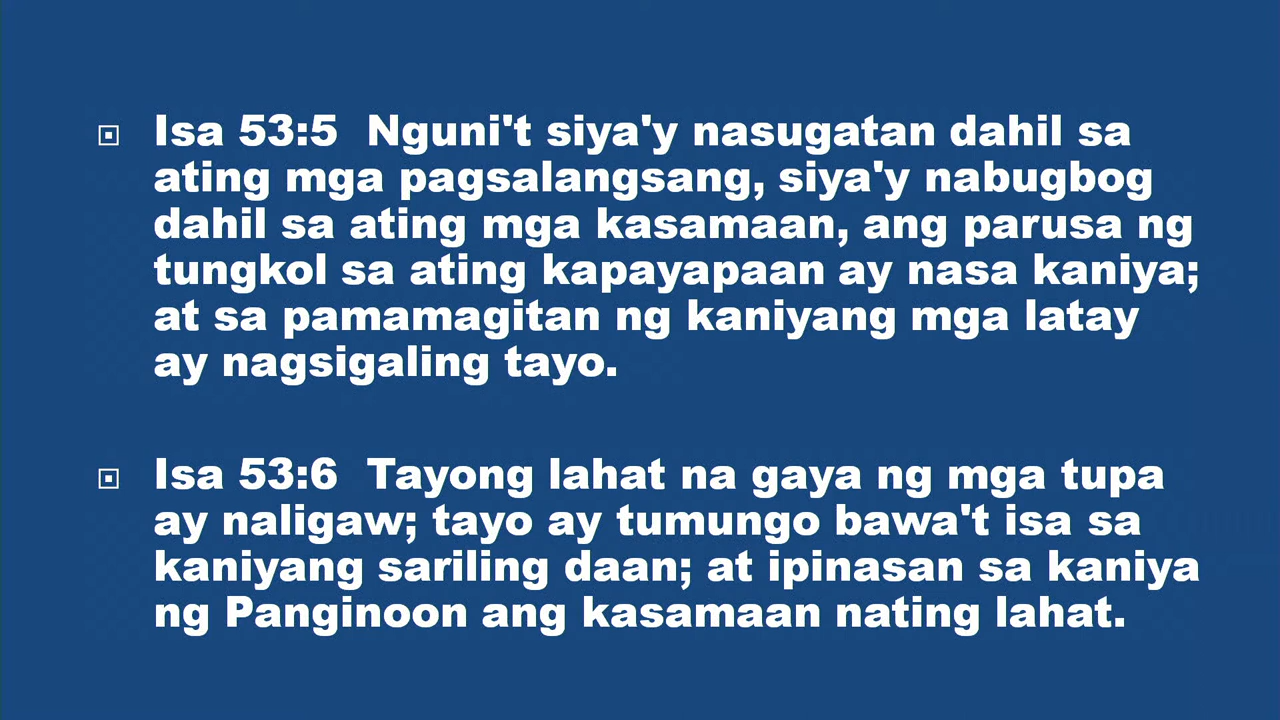 Isa 53:5  Nguni't siya'y nasugatan dahil sa
ating mga pagsalangsang, siya'y nabugbog
dahil sa ating mga kasamaan, ang parusa ng
tungkol sa ating kapayapaan ay nasa kaniya;
at sa pamamagitan ng kaniyang mga latay
ay nagsigaling tayo.
Isa 53:6  Tayong lahat na gaya ng mga tupa
ay naligaw; tayo ay tumungo bawa't isa sa
kaniyang sariling daan; at ipinasan sa kaniya
ng Panginoon ang kasamaan nating lahat.